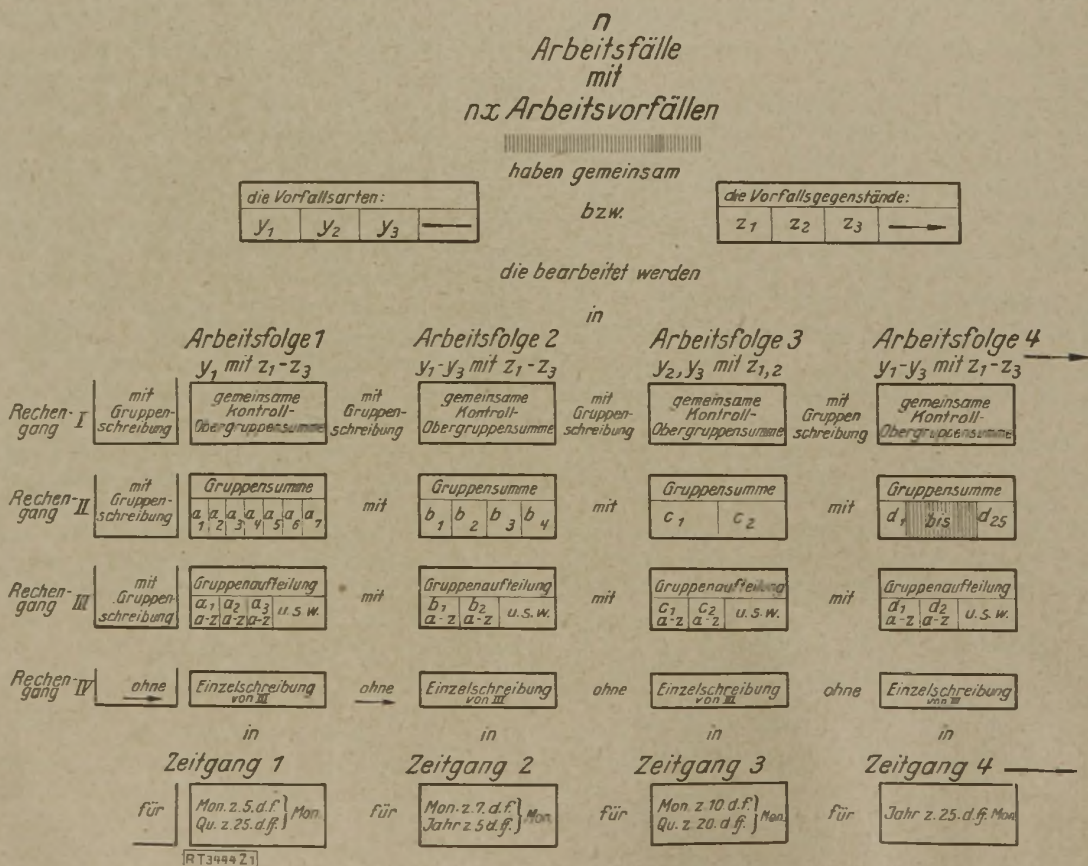 n
Arbeitsfälle
mit
nx Arbeitsvorfällen
haben gemeinsam
die Vorfallsarten:
y1 y2 y3
bzw.
die Vorfallsgegenstände:
z1 z2 z3
die bearbeitet werden
in
Arbeitsfolge 1 Arbeitsfolge 2 Arbeitsfolge 3 Arbeitsfolge 4
y1 mit z1-z3 y1-y3 mit z1-z3 y2, y3 mit z1,2 y1-y3 mit z1-z3
Rechen-
gang I
mit
Gruppen-
schreibung
gemeinsame
Kontroll-
Obergruppensumme
mit
Gruppen-
schreibung
gemeinsame
Kontroll-
Obergruppensumme
mit
Gruppen-
schreibung
gemeinsame
Kontroll-
Obergruppensumme
mit
Gruppen
schreibung
gemeinsame
Kontroll-
Obergruppensumme
Rechen-
gang II
mit
Gruppen-
schreibung
Gruppensumme
a1 a2 a3 a4 a5 a6 a7
mit
Gruppensumme
b1 b2 b3 b4
mit
Gruppensumme
c1 c2
mit
Gruppensumme
d1 bis d25
Rechen-
gang III
mit
Gruppen-
schreibung
Gruppenaufteilung
a1 a2 a3 u.s.w.
a-z a-z a-z
mit
Gruppenaufteilung
b1 b2 u.s.w.
a-z a-z
mit
Gruppenaufteilung
c1 c2 u.s.w.
a-z a-z
mit
Gruppenaufteilung
d1 d2 u.s.w.
a-z a-z
Rechen-
gang IV
ohne
Einzelschreibung
von III
ohne
Einzelschreibung
von III
ohne
Einzelschreibung
von III
ohne
Einzelschreibung
von III
in in in in
Zeitgang 1 Zeitgang 2 Zeitgang 3 Zeitgang 4
für
Mon. z. 5. d. f. } Mon.
Qu. z. 25. d. ff.
für
Mon. z. 7. d. f. } Mon
Jahr z 5 d ff.
für
Mon. z. 10. d. f. } Mon.
Qu. z. 20. d. ff.
für
Jahr z. 25. d. ff. Mon
RT3444Z1